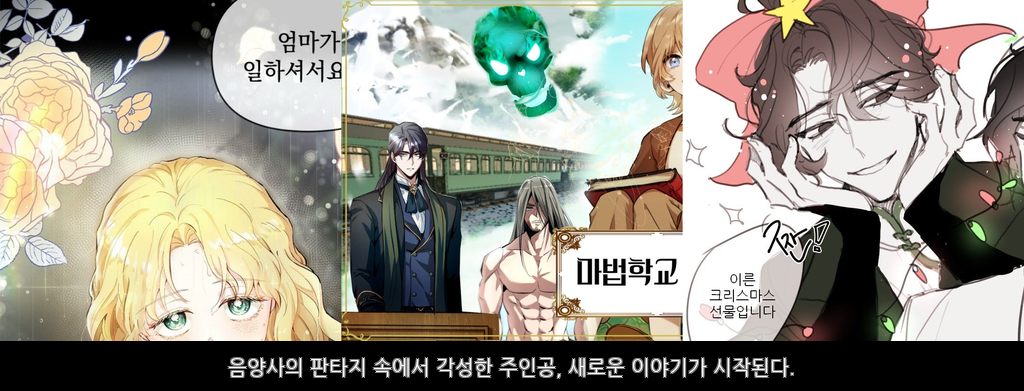 엄마가
일하셔서요
마법학교
짠!
이른
크리스마스
선물입니다
음양사의 판타지 속에서 각성한 주인공, 새로운 이야기가 시작된다.